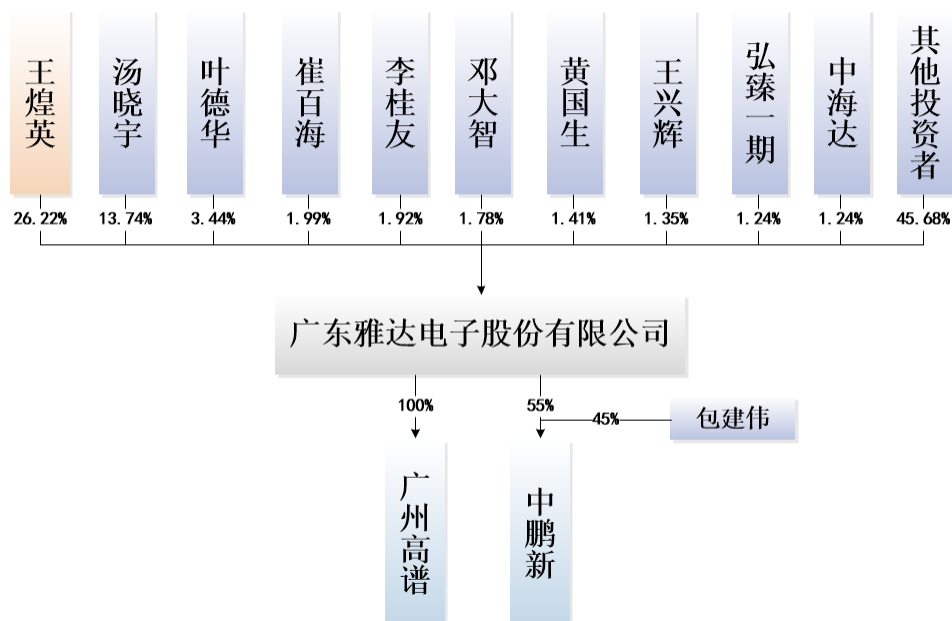 王煌英
汤晓宇
叶德华
崔百海
李桂友
邓大智
黄国生
王兴辉
弘臻一期
中海达
其他投资者
26.22%
13.74%
3.44%
1.99%
1.92%
1.78%
1.41%
1.35%
1.24%
1.24%
45.68%
广东雅达电子股份有限公司
100%
55%
45%
包建伟
广州高谱
中鹏新